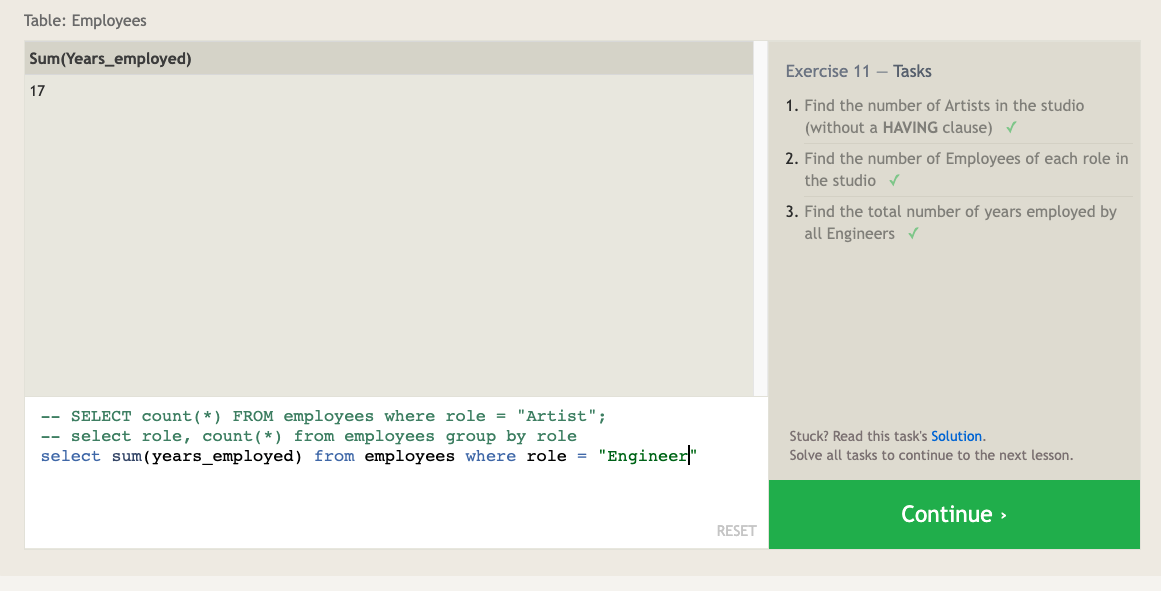 Table: Employees
Sum(Years_employed)
17
-- SELECT count(*) FROM employees where role = "Artist";
-- select role, count(*) from employees group by role
select sum(years_employed) from employees where role = "Engineer"
RESET
Exercise 11 — Tasks
1. Find the number of Artists in the studio
(without a HAVING clause) ✓
2. Find the number of Employees of each role in
the studio ✓
3. Find the total number of years employed by
all Engineers ✓
Stuck? Read this task's Solution.
Solve all tasks to continue to the next lesson.
Continue ›